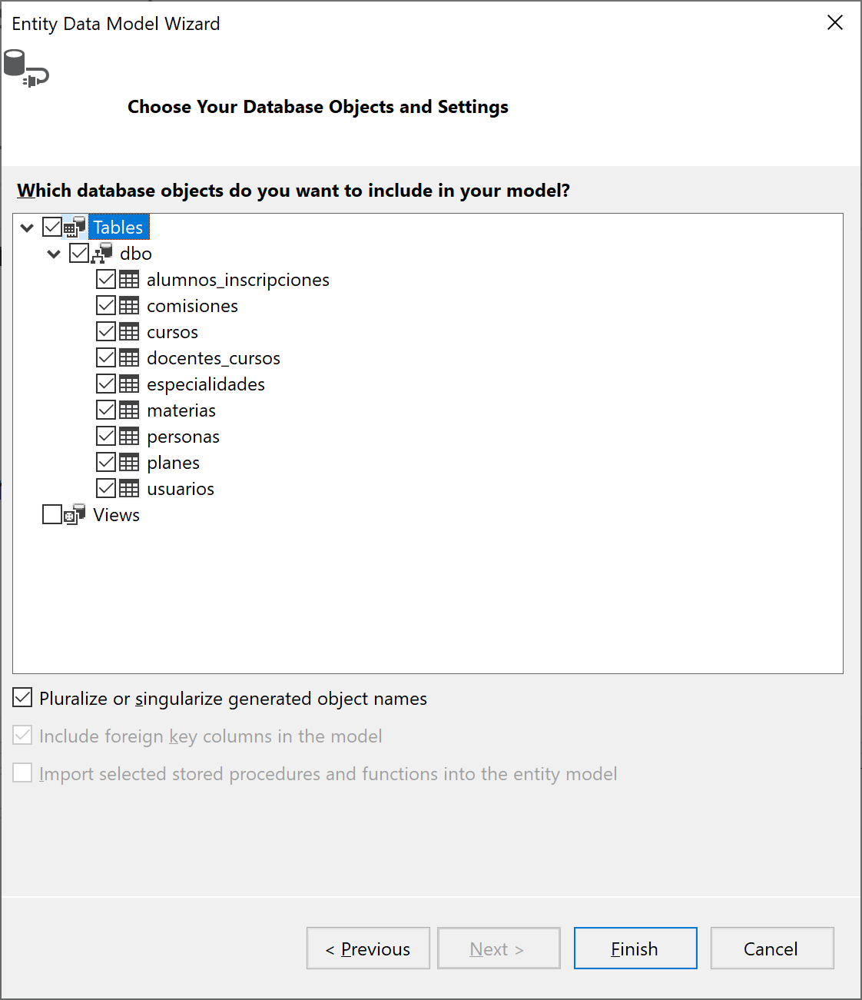 Entity Data Model Wizard
Choose Your Database Objects and Settings
Which database objects do you want to include in your model?
Tables
dbo
alumnos_inscripciones
comisiones
cursos
docentes_cursos
especialidades
materias
personas
planes
usuarios
Views
Pluralize or singularize generated object names
Include foreign key columns in the model
Import selected stored procedures and functions into the entity model
< Previous
Next >
Finish
Cancel